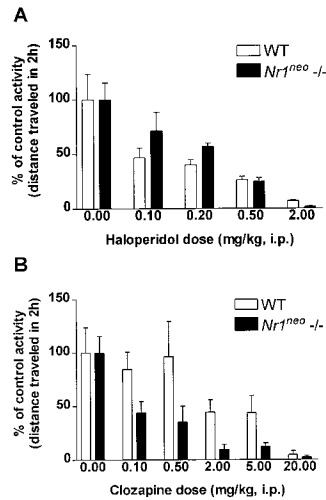 A
150
WT
Nr1neo -/-
100
50
0
% of control activity
(distance traveled in 2h)
0.00 0.10 0.20 0.50 2.00
Haloperidol dose (mg/kg, i.p.)
B
150
WT
Nr1neo -/-
100
50
0
% of control activity
(distance traveled in 2h)
0.00 0.10 0.50 2.00 5.00 20.00
Clozapine dose (mg/kg, i.p.)